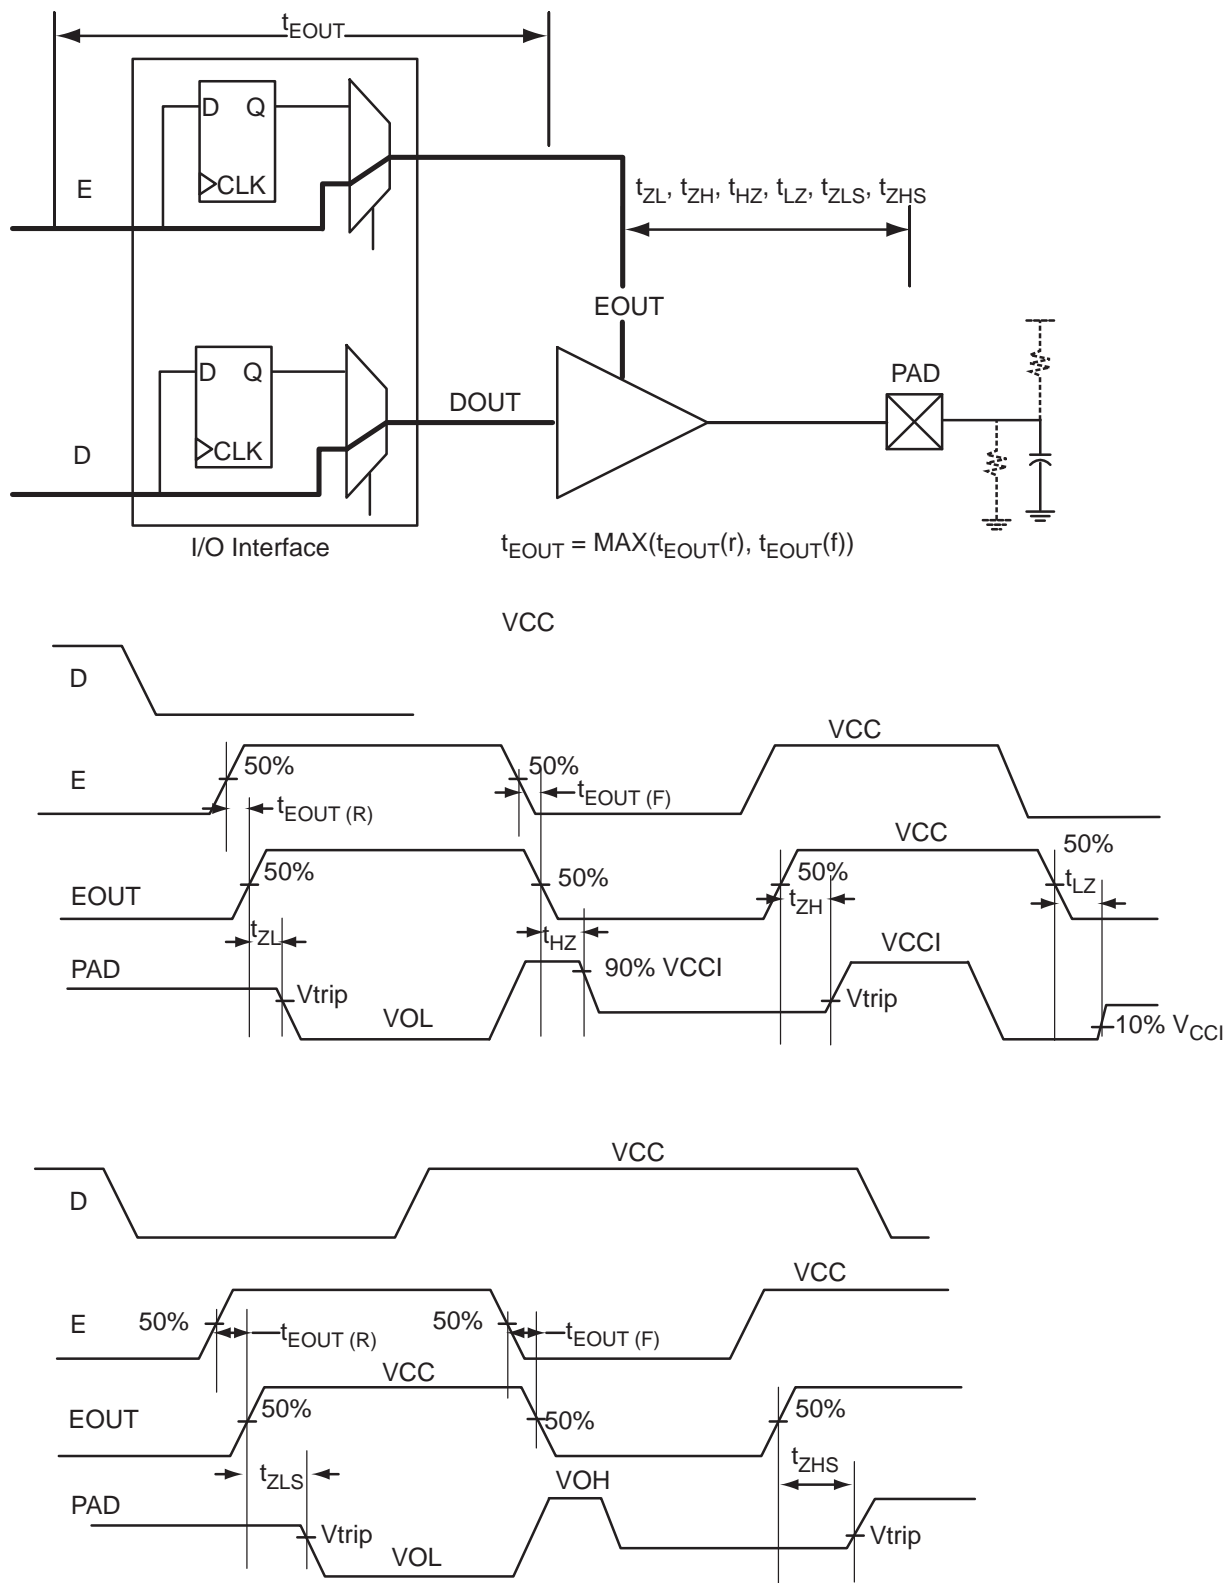 tEOUT
D Q
CLK
E
tZL, tZH, tHZ, tLZ, tZLS, tZHS
EOUT
D Q
CLK
DOUT
PAD
D
I/O Interface
tEOUT = MAX(tEOUT(r), tEOUT(f))
VCC
D
VCC
E
50%
50%
tEOUT (R)
tEOUT (F)
VCC
50%
EOUT
50%
50%
50%
tLZ
tZH
tZL
tHZ
PAD
VCCI
90% VCCI
Vtrip
Vtrip
VOL
10% VCCI
VCC
D
VCC
E
50%
50%
tEOUT (R)
tEOUT (F)
VCC
EOUT
50%
50%
50%
tZLS
tZHS
PAD
VOH
Vtrip
Vtrip
VOL